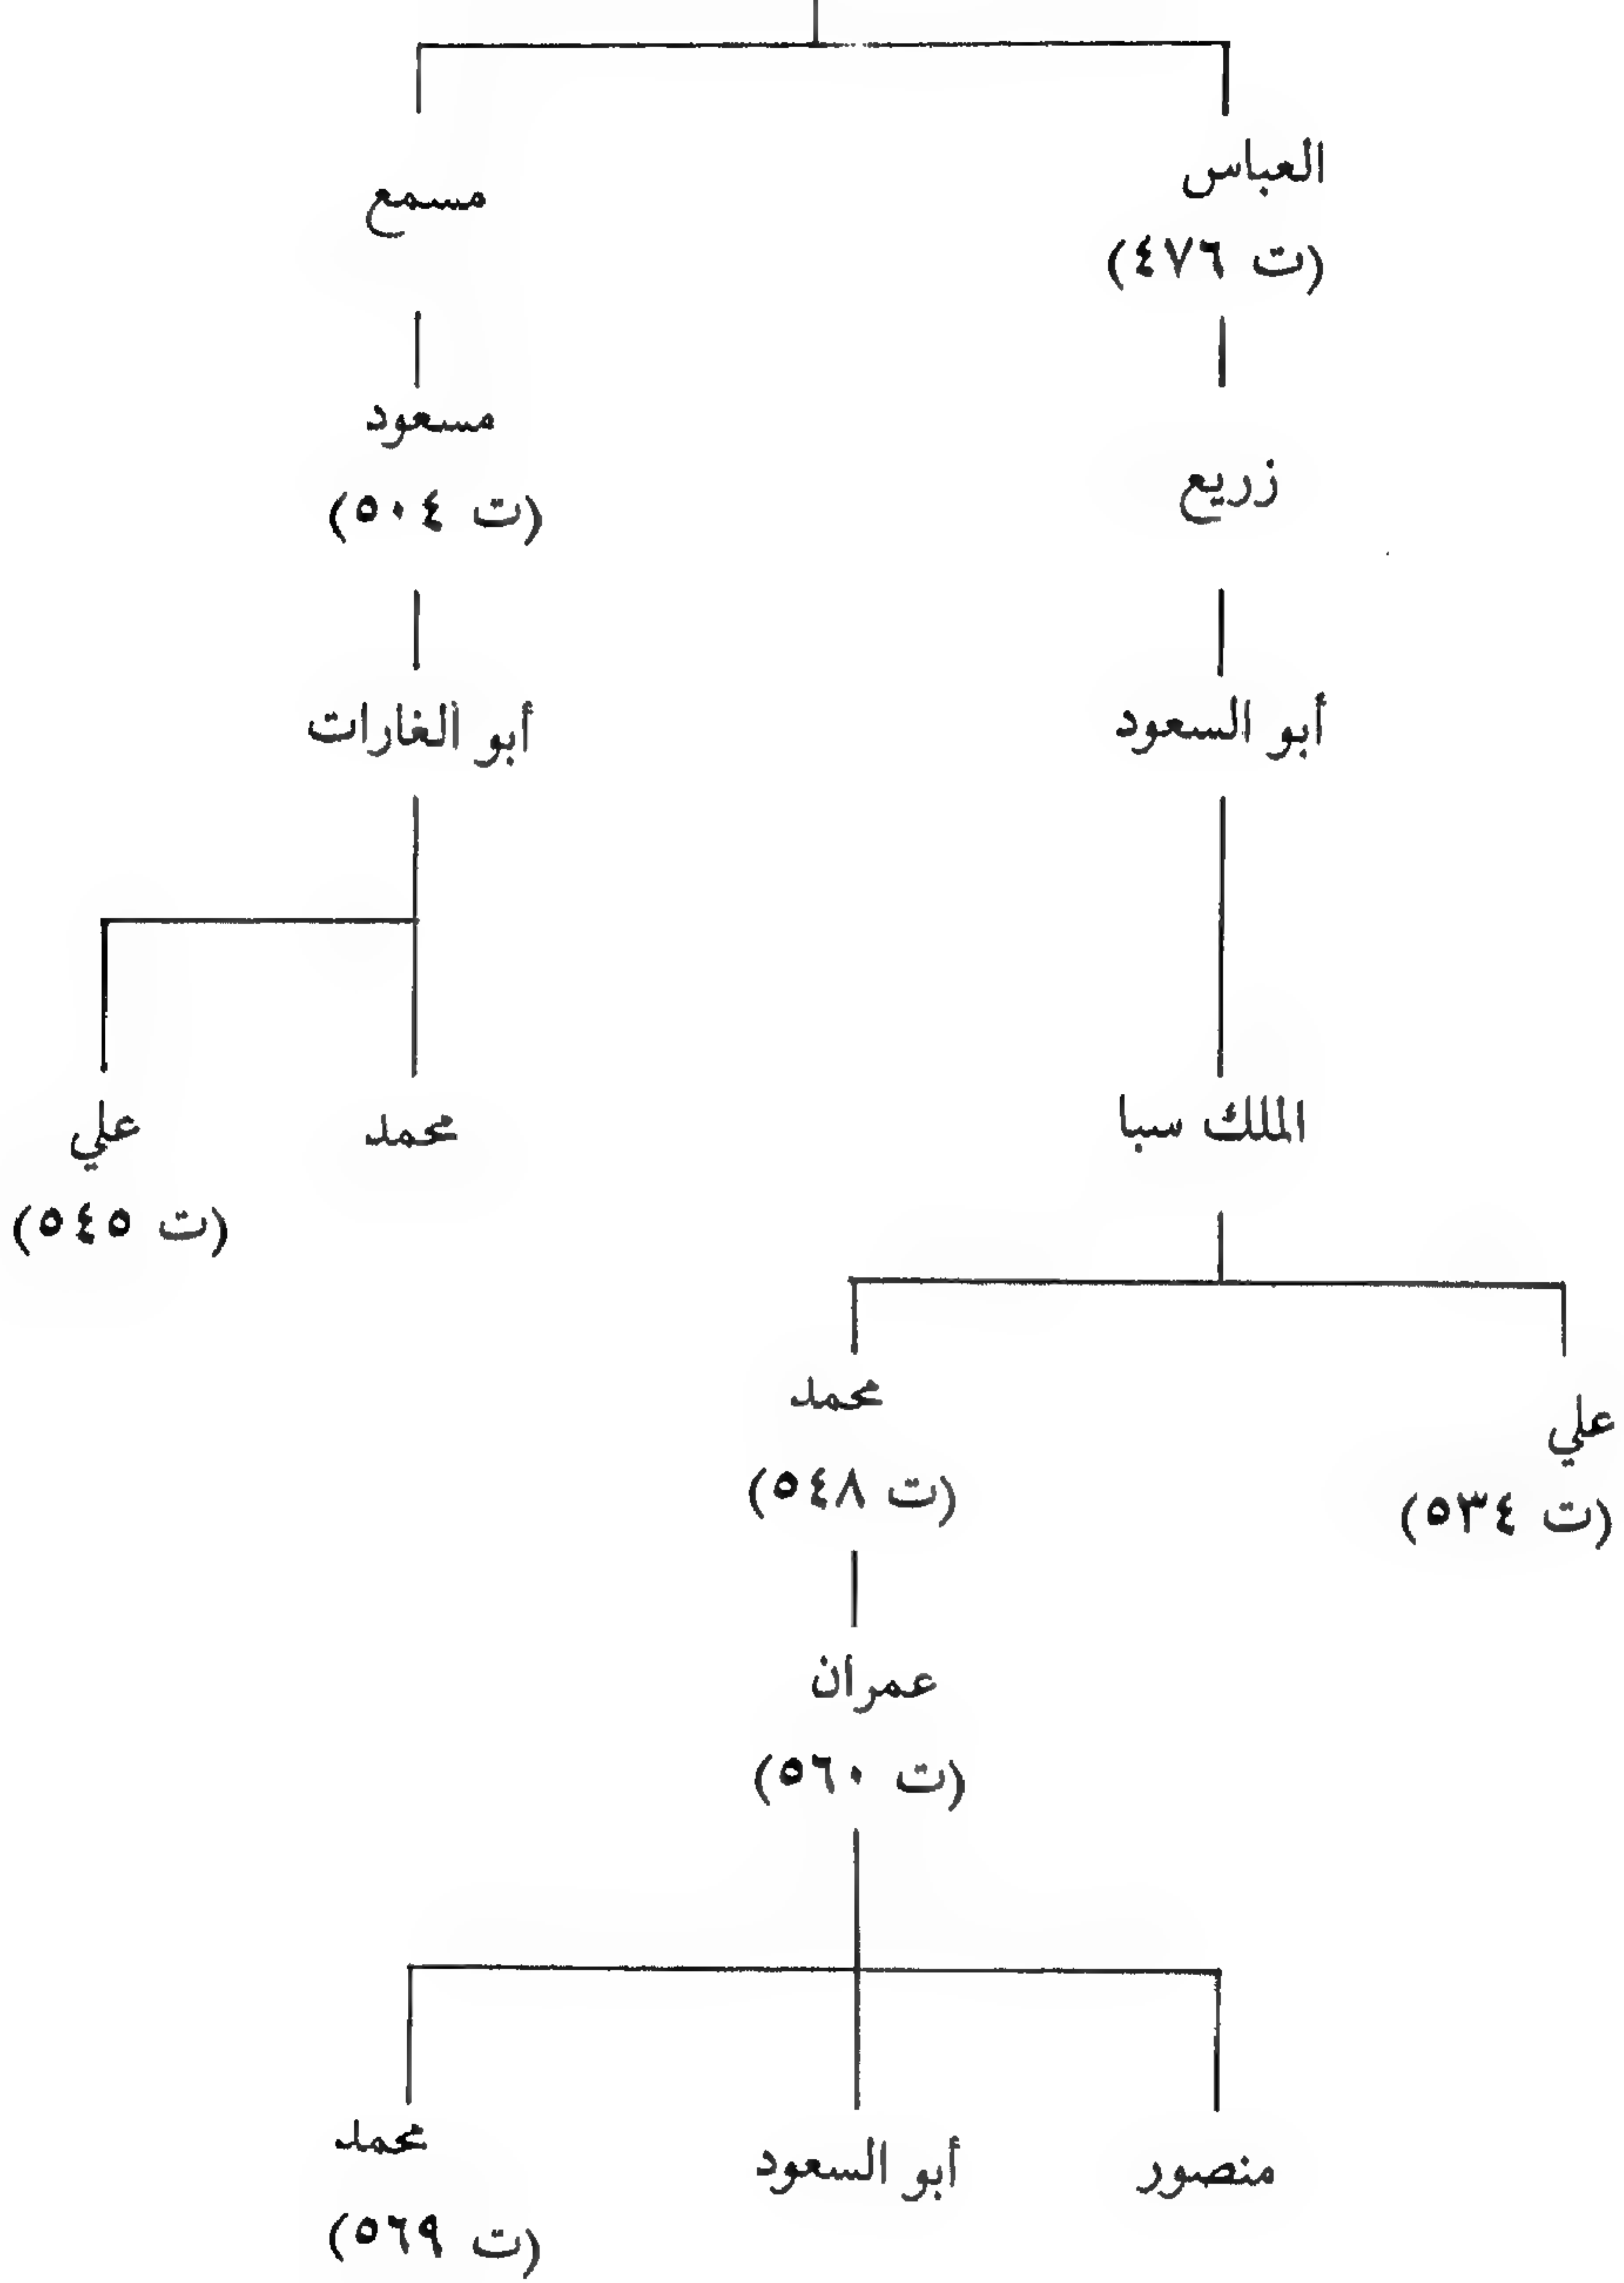 العباس
(ت ٤٧٦)
مسمع
زريع
مسعود
(ت ٥٠٤)
أبو السعود
أبو الغارات
الملك سبا
محمد
علي
(ت ٥٤٥)
علي
(ت ٥٣٤)
محمد
(ت ٥٤٨)
عمران
(ت ٥٦٠)
منصور
أبو السعود
محمد
(ت ٥٦٩)